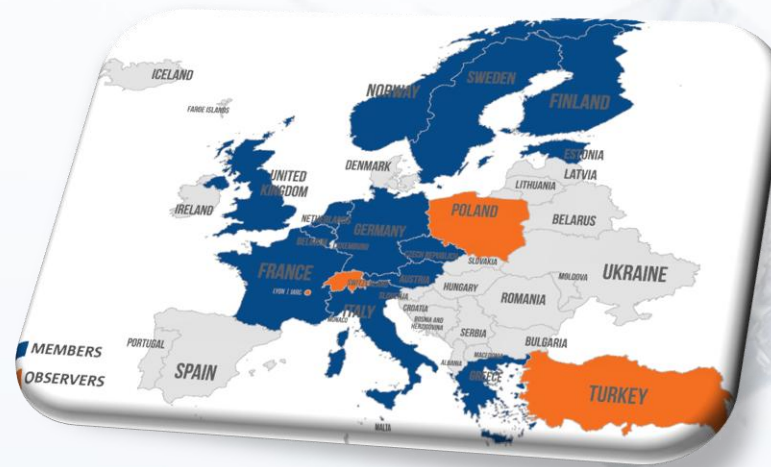 ICELAND
FAROE ISLANDS
NORWAY
SWEDEN
FINLAND
ESTONIA
LATVIA
LITHUANIA
DENMARK
UNITED
KINGDOM
IRELAND
NETHERLANDS
BELGIUM
LUXEMBOURG
GERMANY
POLAND
BELARUS
CZECH REPUBLIC
SLOVAKIA
UKRAINE
FRANCE
LYON | IARC
SWITZERLAND
AUSTRIA
SLOVENIA
HUNGARY
MOLDOVA
ROMANIA
ITALY
MONACO
CROATIA
BOSNIA AND
HERZEGOVINA
SERBIA
BULGARIA
ALBANIA
MACEDONIA
GREECE
TURKEY
PORTUGAL
SPAIN
MALTA
MEMBERS
OBSERVERS